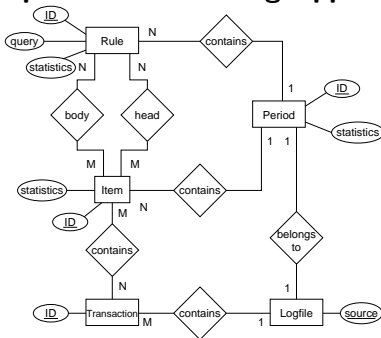 ID
query
Rule
statistics
N
contains
N
N
1
ID
body
head
Period
statistics
M
M
1
1
statistics
Item
N
contains
ID
M
contains
belongs
to
N
1
ID
Transaction
M
contains
1
Logfile
source